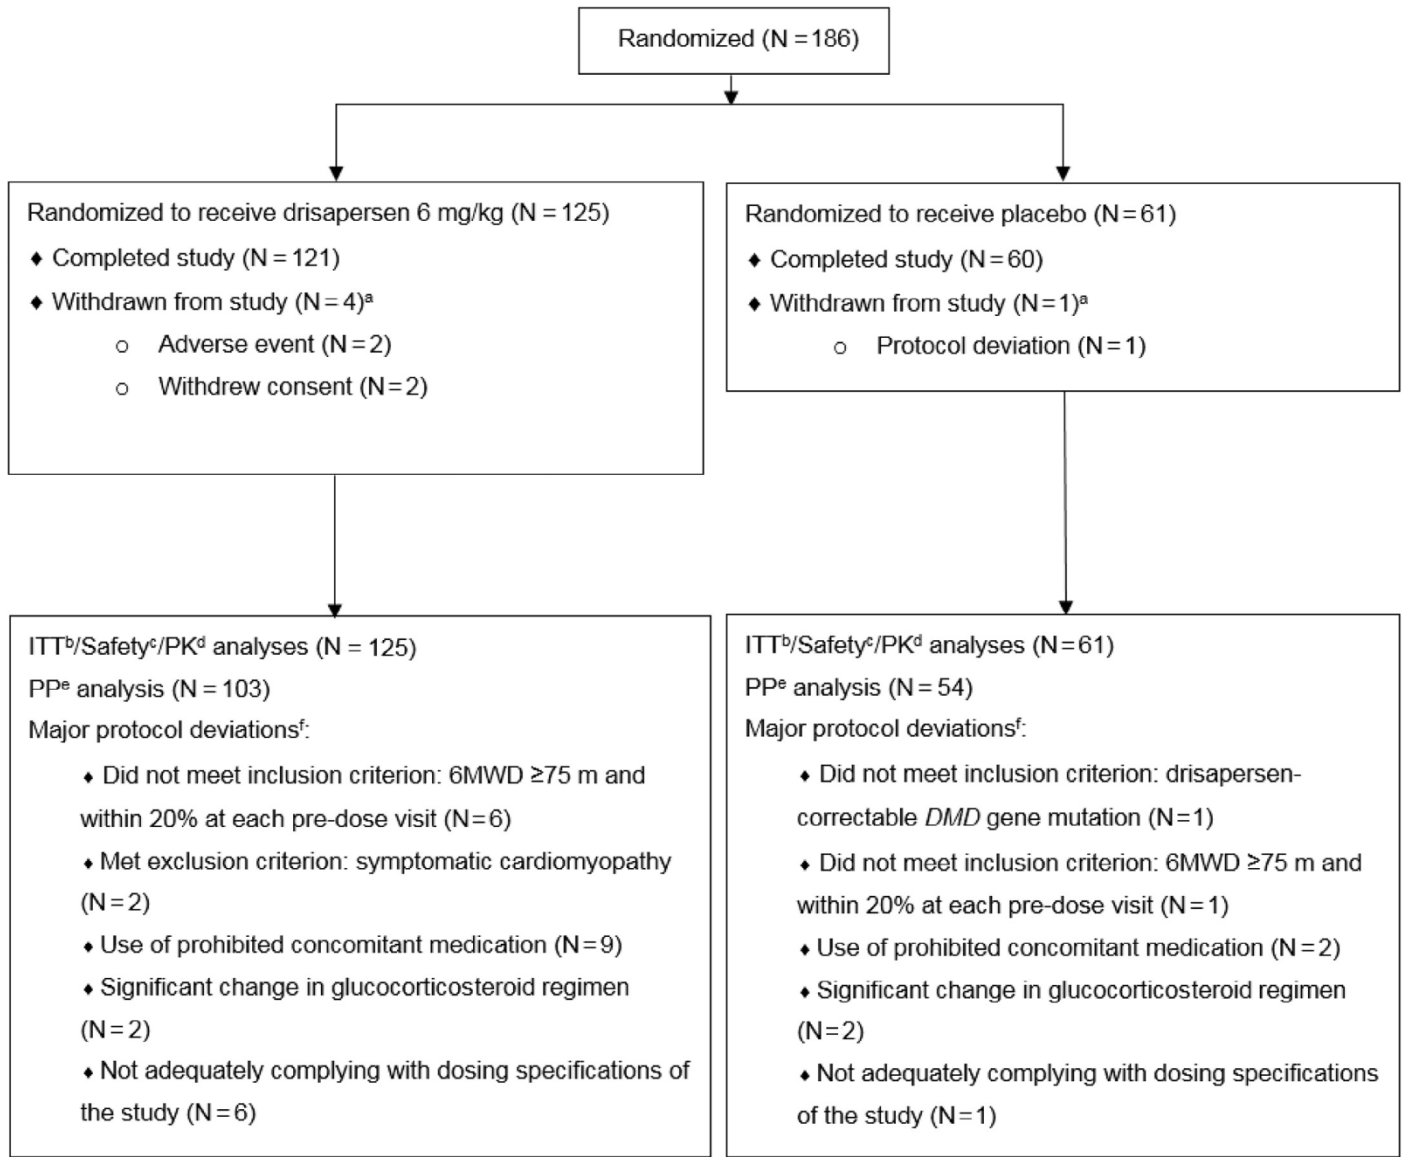 Randomized (N = 186)
Randomized to receive drisapersen 6 mg/kg (N = 125)
♦ Completed study (N = 121)
♦ Withdrawn from study (N = 4)ᵃ
o Adverse event (N = 2)
o Withdrew consent (N = 2)
Randomized to receive placebo (N = 61)
♦ Completed study (N = 60)
♦ Withdrawn from study (N = 1)ᵃ
o Protocol deviation (N = 1)
ITTᵇ/Safetyᶜ/PKᵈ analyses (N = 125)
PPᵉ analysis (N = 103)
Major protocol deviationsᶠ:
♦ Did not meet inclusion criterion: 6MWD ≥75 m and
within 20% at each pre-dose visit (N = 6)
♦ Met exclusion criterion: symptomatic cardiomyopathy
(N = 2)
♦ Use of prohibited concomitant medication (N = 9)
♦ Significant change in glucocorticosteroid regimen
(N = 2)
♦ Not adequately complying with dosing specifications of
the study (N = 6)
ITTᵇ/Safetyᶜ/PKᵈ analyses (N = 61)
PPᵉ analysis (N = 54)
Major protocol deviationsᶠ:
♦ Did not meet inclusion criterion: drisapersen-
correctable DMD gene mutation (N = 1)
♦ Did not meet inclusion criterion: 6MWD ≥75 m and
within 20% at each pre-dose visit (N = 1)
♦ Use of prohibited concomitant medication (N = 2)
♦ Significant change in glucocorticosteroid regimen
(N = 2)
♦ Not adequately complying with dosing specifications
of the study (N = 1)